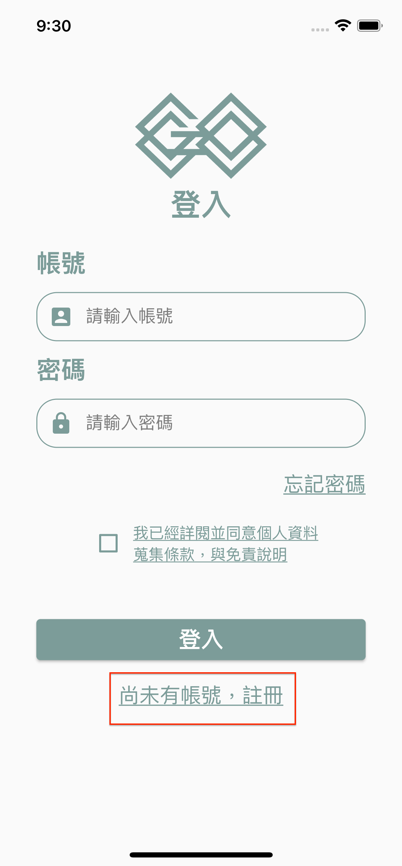 9:30
GO
登入
帳號
請輸入帳號
密碼
請輸入密碼
忘記密碼
我已經詳閱並同意個人資料
蒐集條款，與免責說明
登入
尚未有帳號，註冊